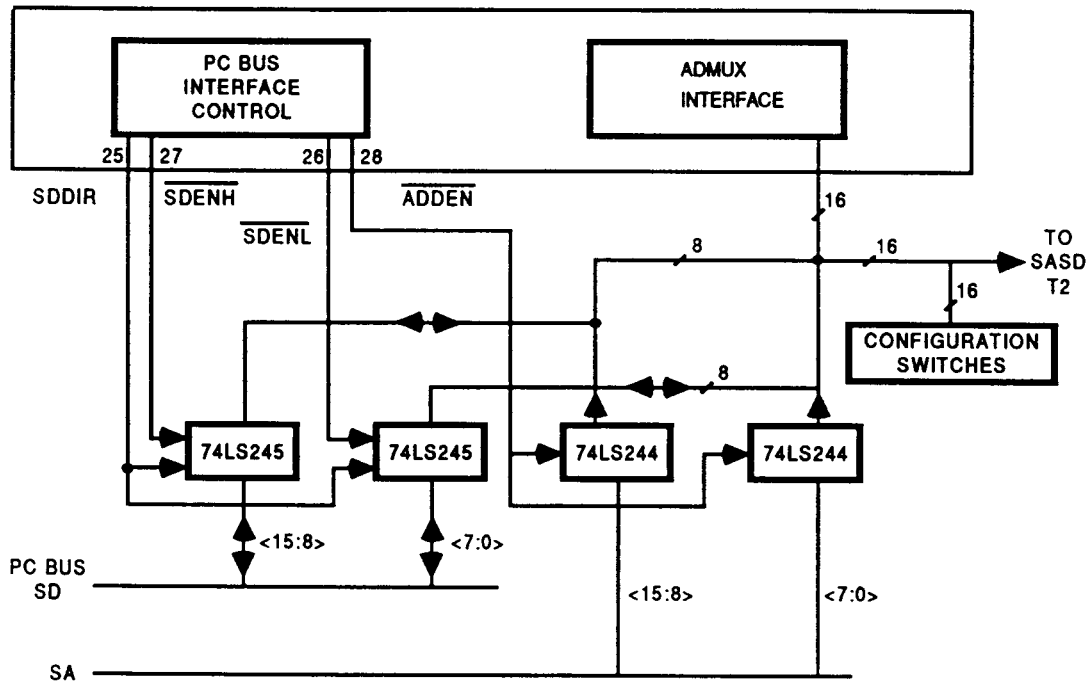 PC BUS
INTERFACE
CONTROL
ADMUX
INTERFACE
25 27 26 28
SDDIR
SDENH
ADDEN
SDENL
16
8
16
TO
SASD
T2
16
CONFIGURATION
SWITCHES
8
74LS245
74LS245
74LS244
74LS244
<15:8>
<7:0>
PC BUS
SD
<15:8>
<7:0>
SA